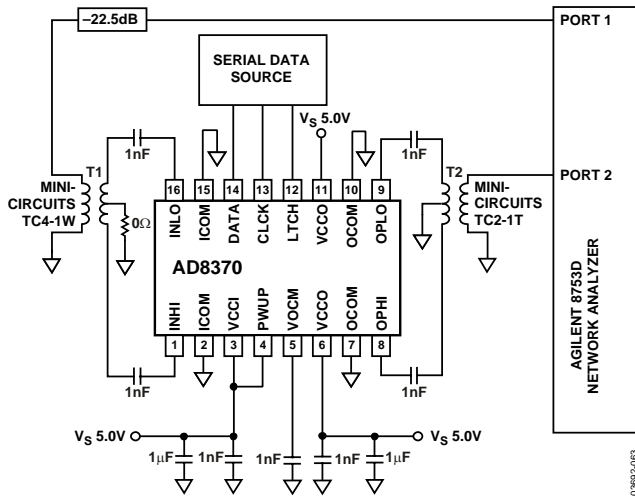 –22.5dB
PORT 1
SERIAL DATA
SOURCE
VS 5.0V
1nF
1nF
T1
T2
MINI-
CIRCUITS
TC4-1W
0Ω
MINI-
CIRCUITS
TC2-1T
PORT 2
16
15
14
13
12
11
10
9
INLO
ICOM
DATA
CLCK
LTCH
VCCO
OCOM
OPLO
AD8370
INHI
ICOM
VCCI
PWUP
VOCM
VCCO
OCOM
OPHI
1
2
3
4
5
6
7
8
1nF
1nF
VS 5.0V
VS 5.0V
1µF
1nF
1nF
1nF
1µF
AGILENT 8753D
NETWORK ANALYZER
03692-063